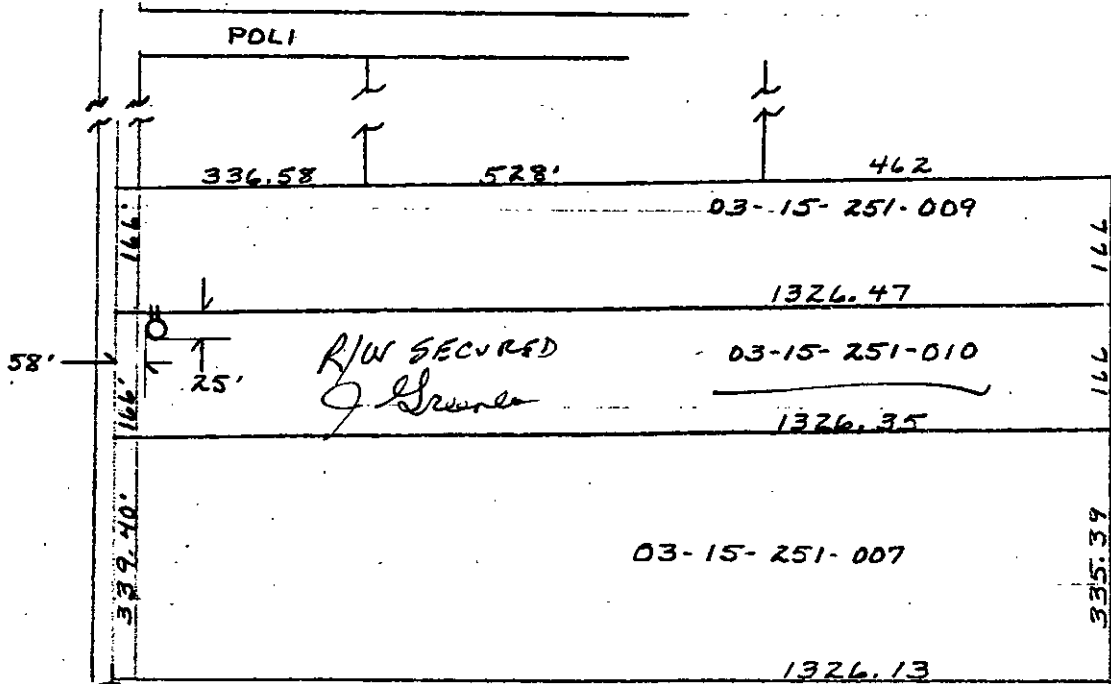 POLI
336.58 528' 462
03-15-251-009
166' 166
1326.47
58' 25' R/W SECURED 03-15-251-010
166' 166
1326.35
339.40' 03-15-251-007 335.39
1326.13